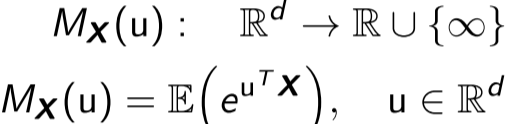 M_X(u) : ℝ^d → ℝ ∪ {∞}
M_X(u) = 𝔼(e^{u^T X}), u ∈ ℝ^d